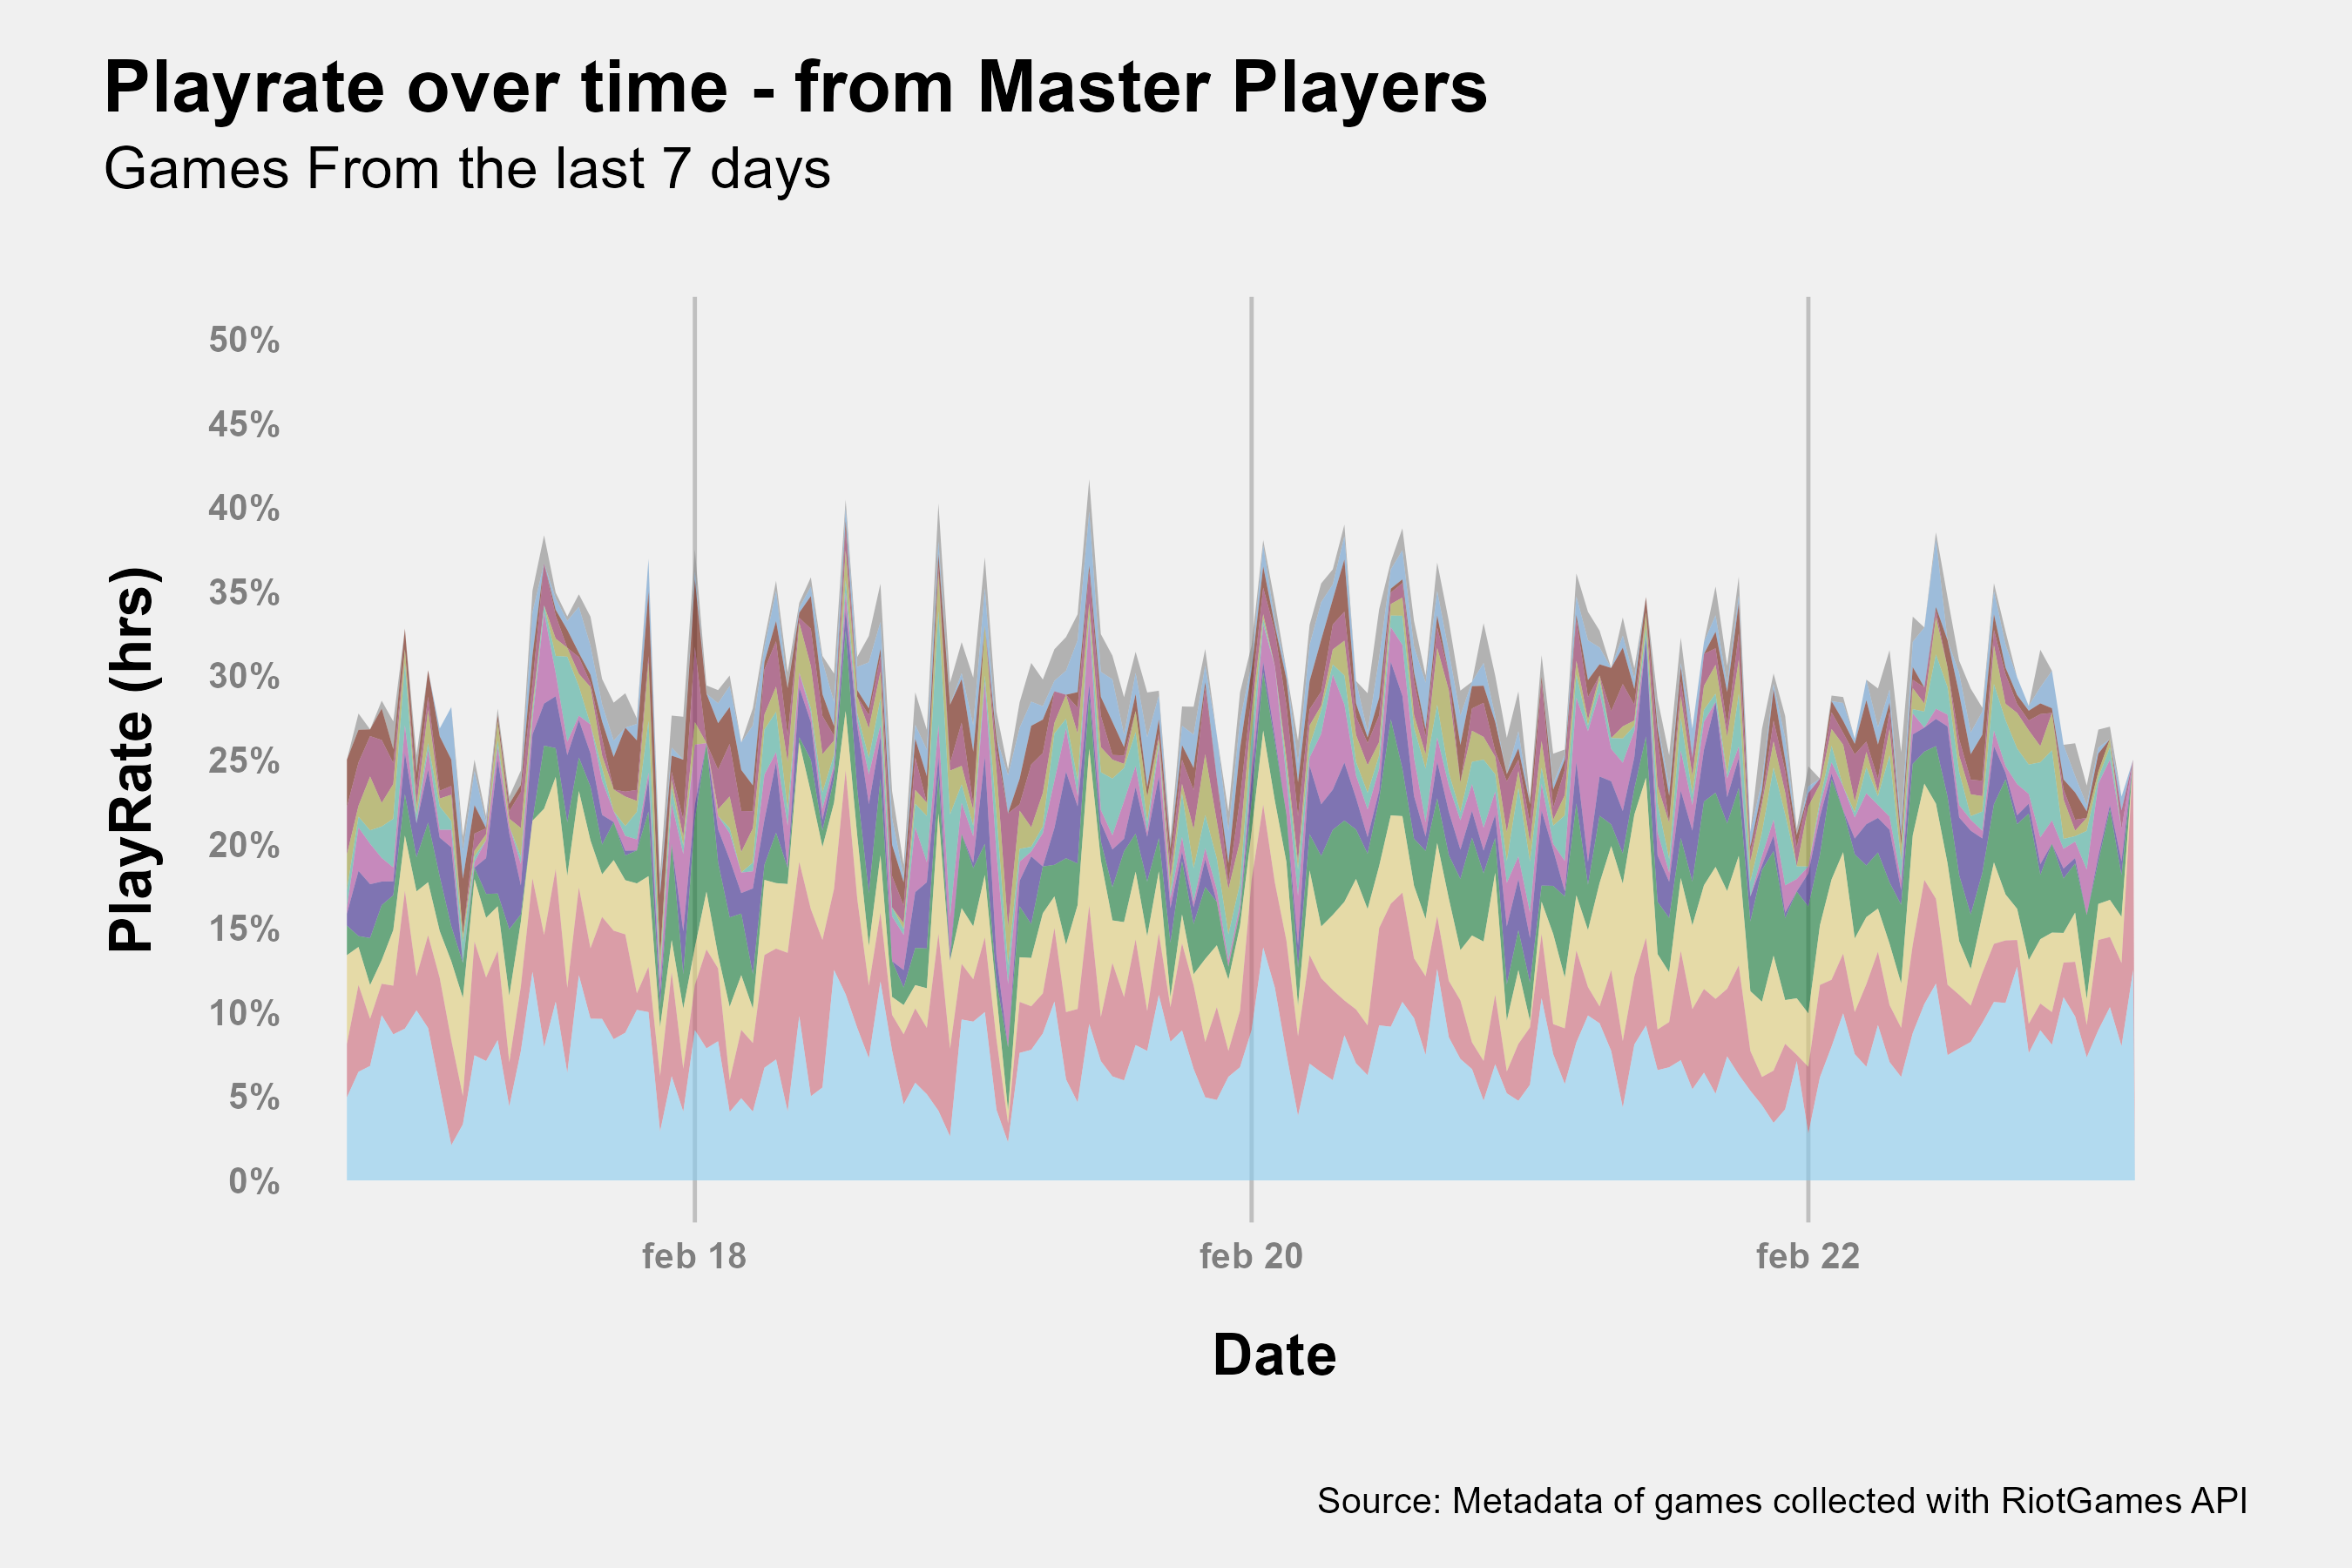 Playrate over time - from Master Players
Games From the last 7 days
50%
45%
40%
35%
30%
25%
20%
15%
10%
5%
0%
PlayRate (hrs)
feb 18
feb 20
feb 22
Date
Source: Metadata of games collected with RiotGames API